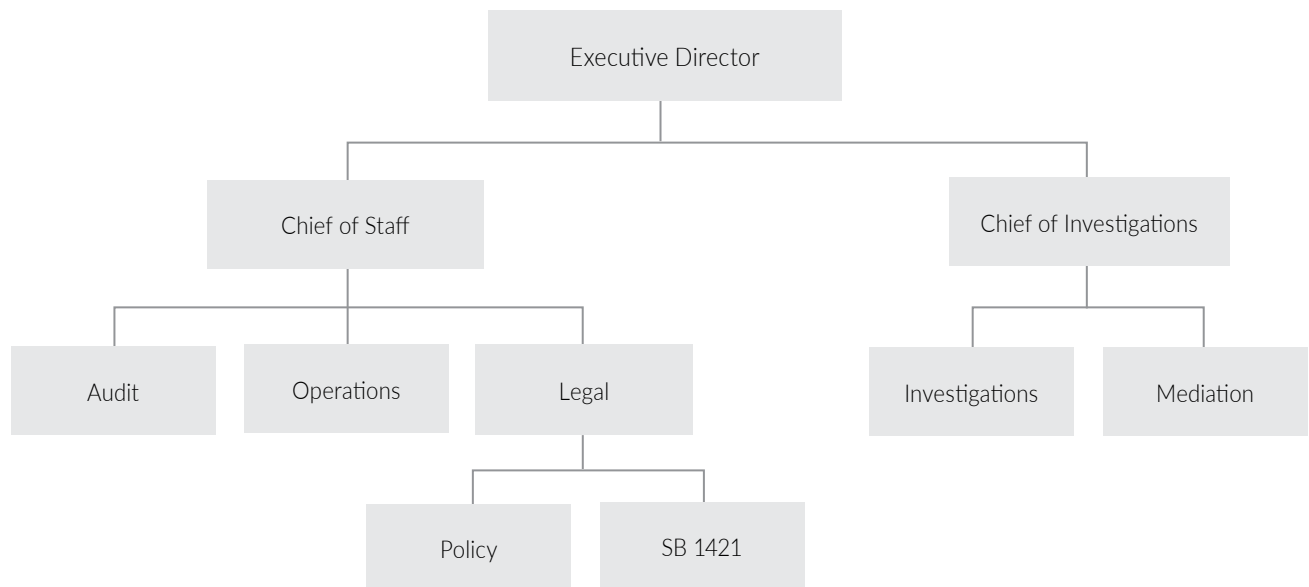 Executive Director
Chief of Staff
Chief of Investigations
Audit
Operations
Legal
Investigations
Mediation
Policy
SB 1421